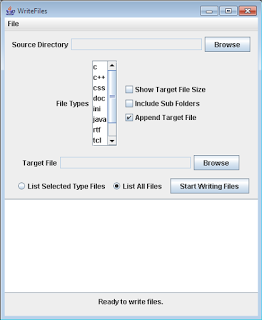 WriteFiles
File
Source Directory
Browse
File Types
c
c++
css
doc
ini
java
rtf
tcl
Show Target File Size
Include Sub Folders
Append Target File
Target File
Browse
List Selected Type Files
List All Files
Start Writing Files
Ready to write files.